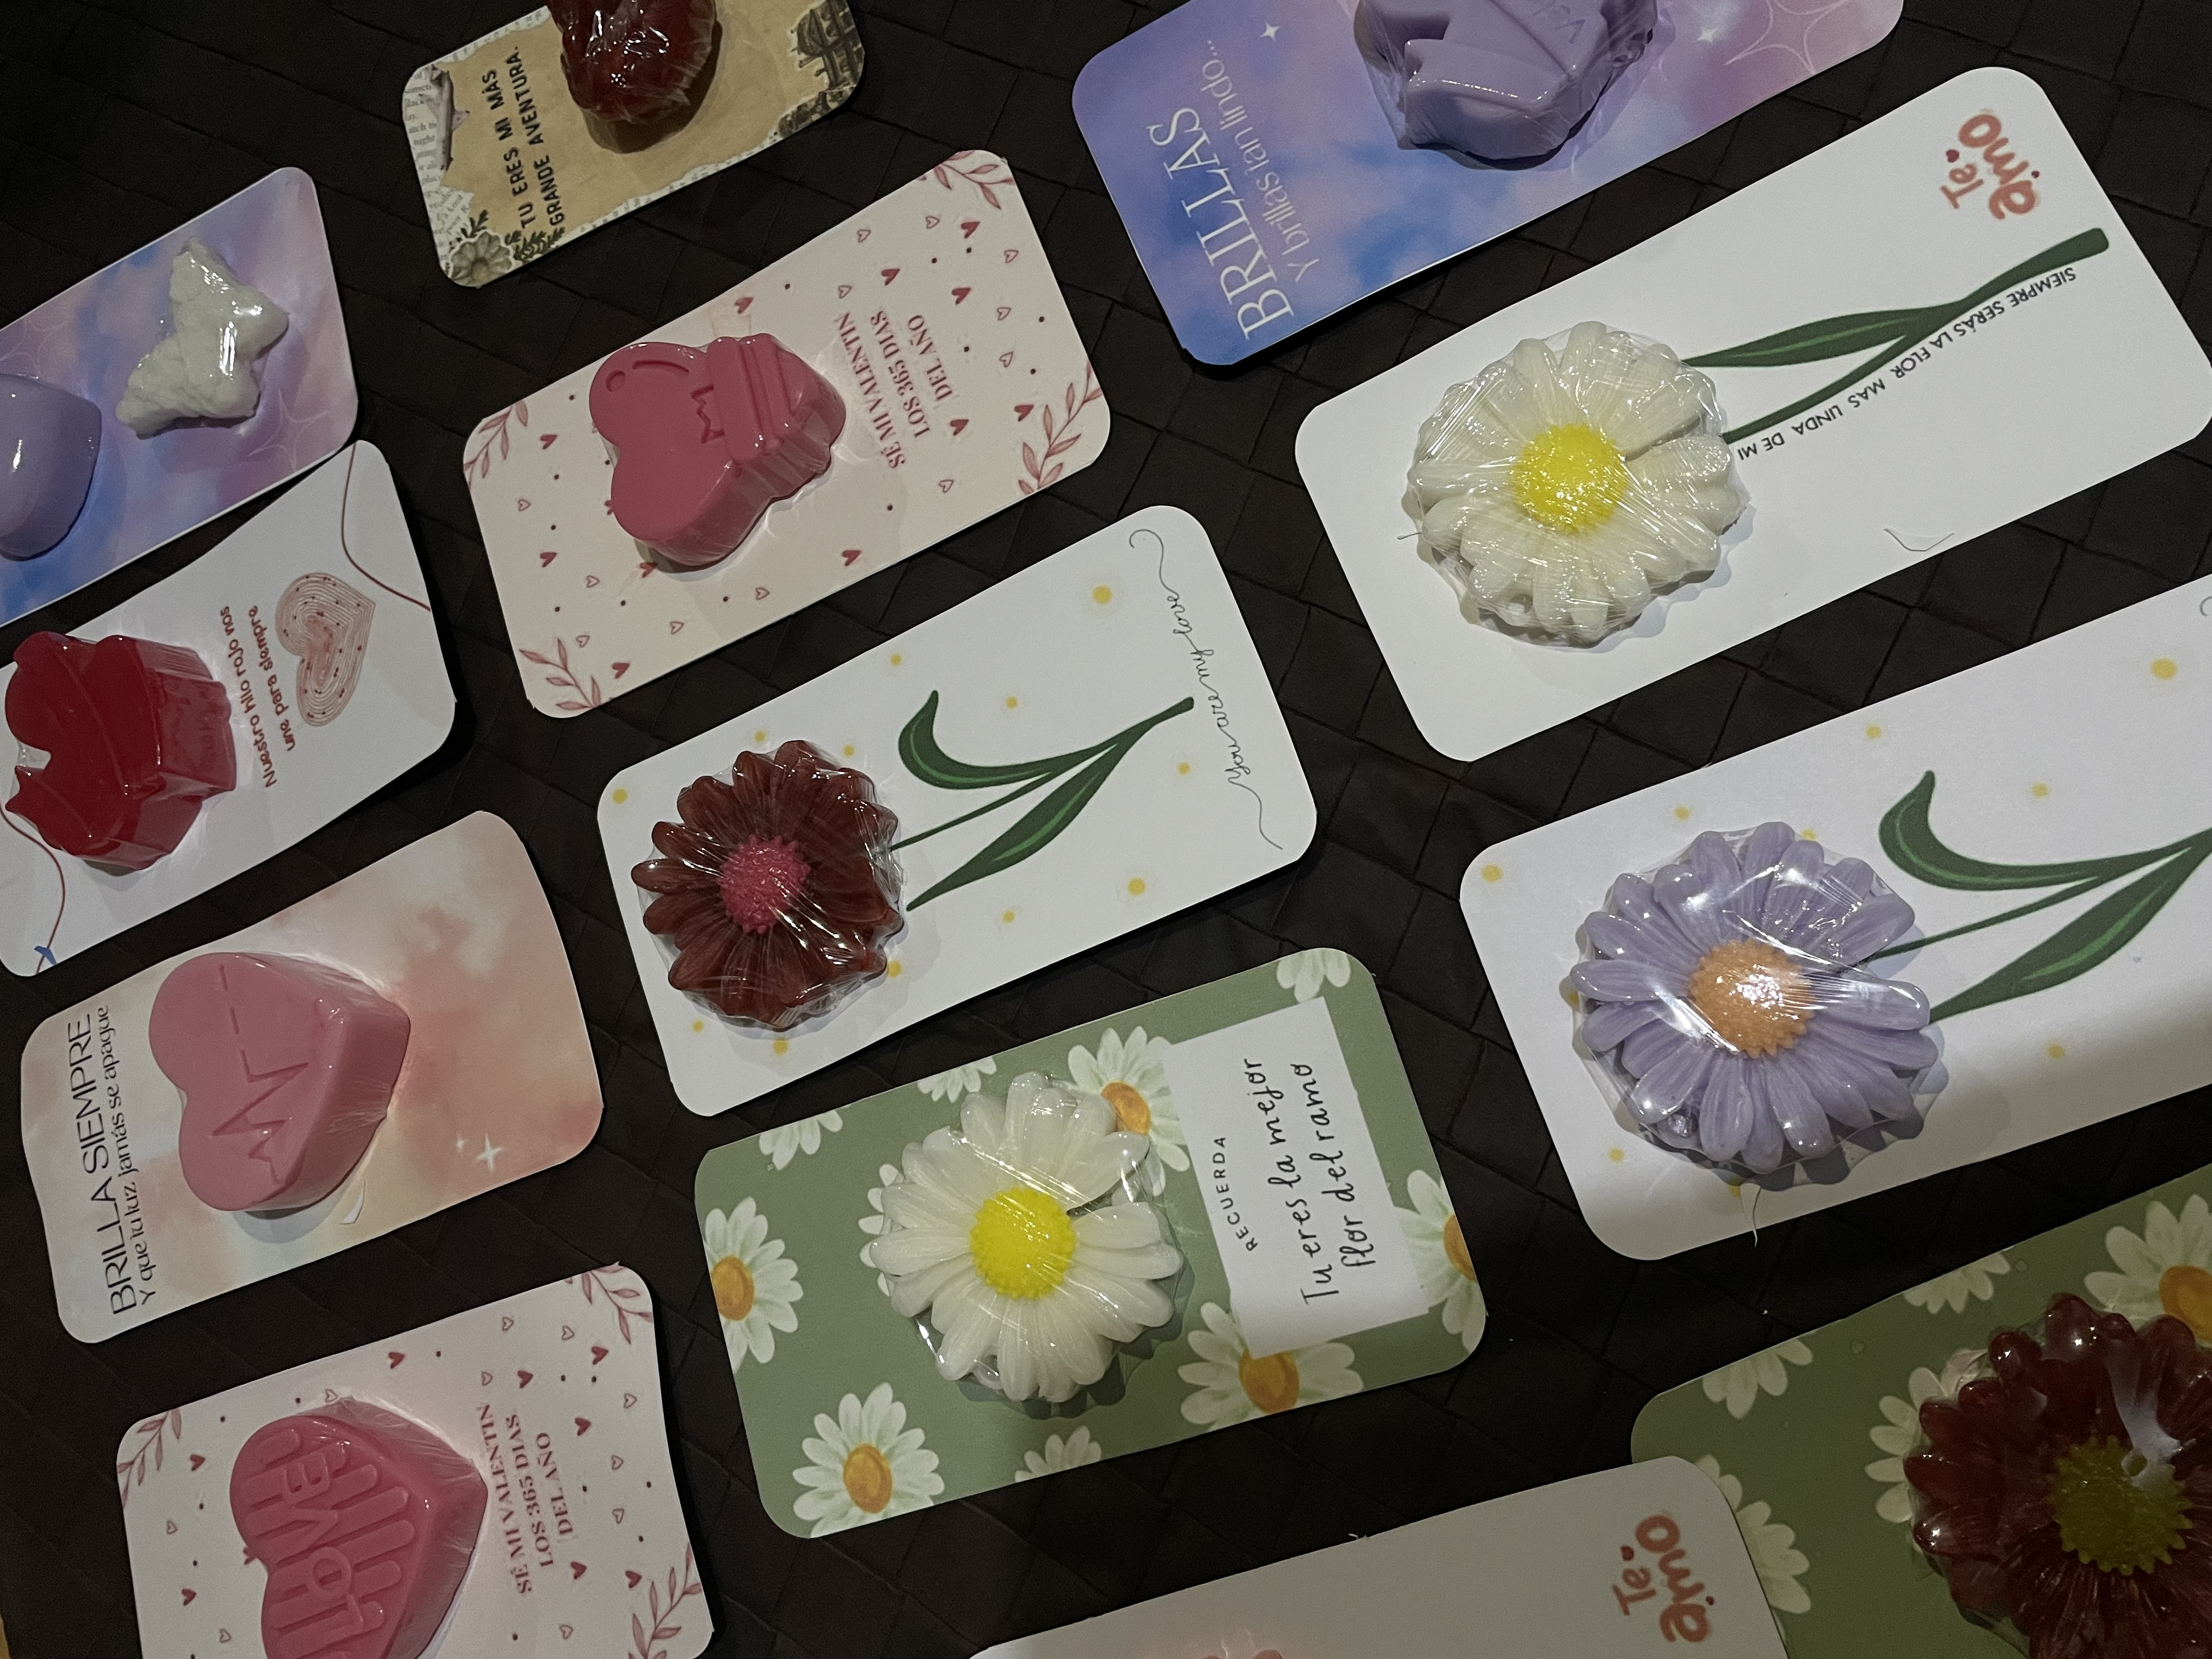 BRILLA SIEMPRE
Y que tu luz jamás se apague
Nuestro hilo rojo nos
une para siempre
LOVE
SÉ MI VALENTIN
LOS 365 DIAS
DEL AÑO
TU ERES MI MÁS
GRANDE AVENTURA.
SÉ MI VALENTIN
LOS 365 DIAS
DEL AÑO
RECUERDA
Tu eres la mejor
flor del ramo
You are my love
BRILLAS
Y brillas tan lindo...
Te
amo
SIEMPRE SERÁS LA FLOR MAS LINDA DE MI
Te
amo